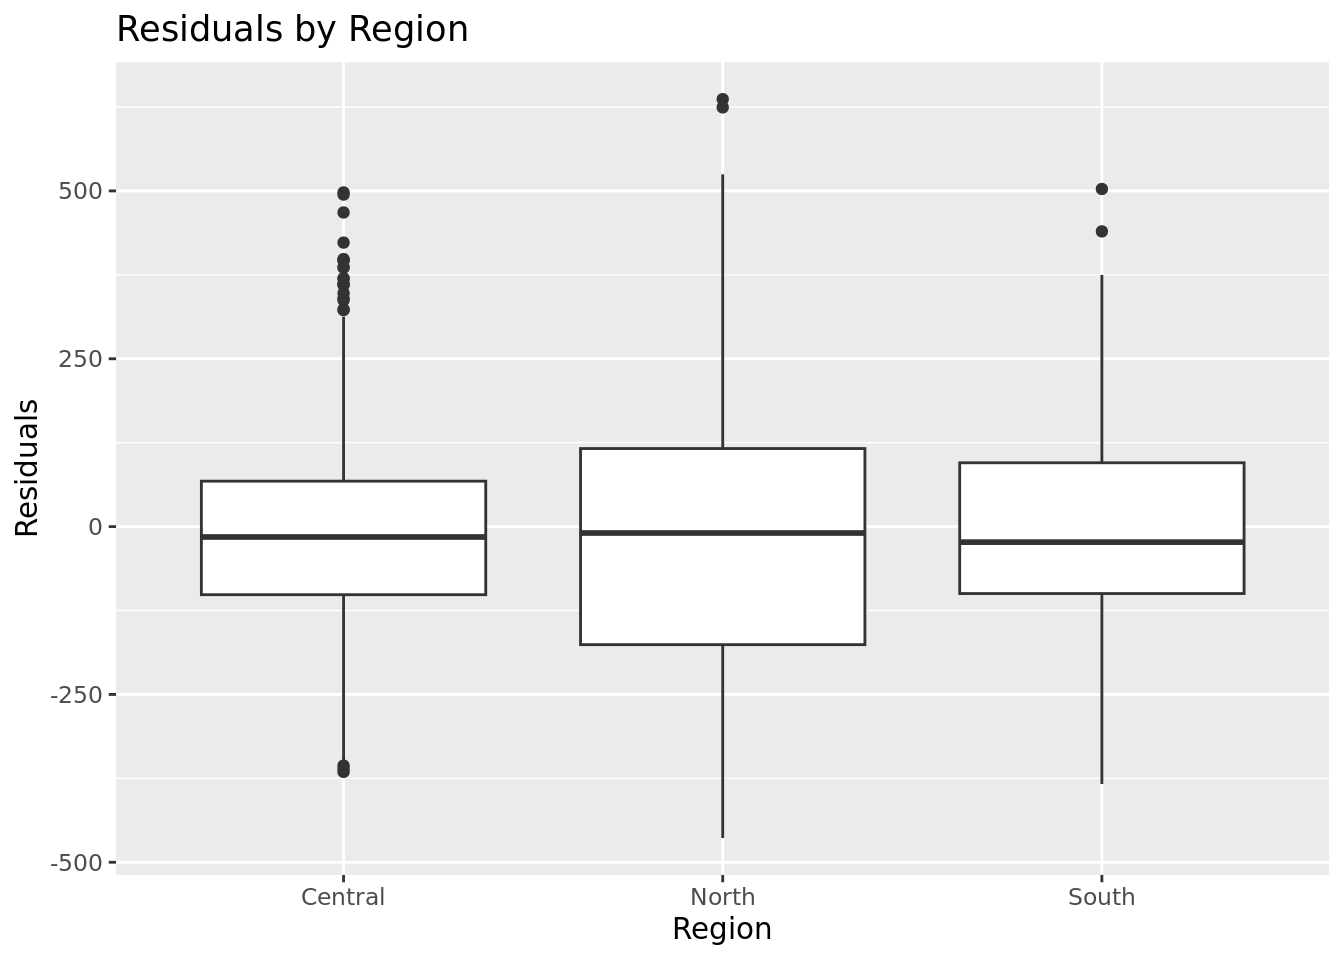 Residuals by Region
Residuals
500
250
0
-250
-500
Central North South
Region